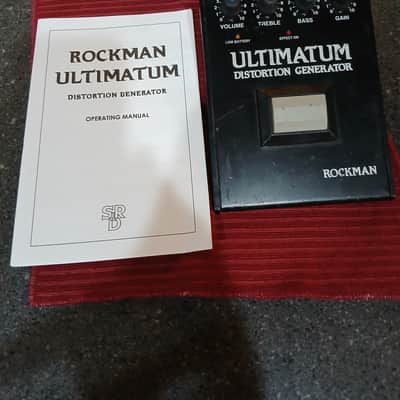 ROCKMAN
ULTIMATUM
DISTORTION GENERATOR
OPERATING MANUAL
SR
D
VOLUME TREBLE BASS GAIN
LOW BATTERY EFFECT ON
ULTIMATUM
DISTORTION GENERATOR
ROCKMAN